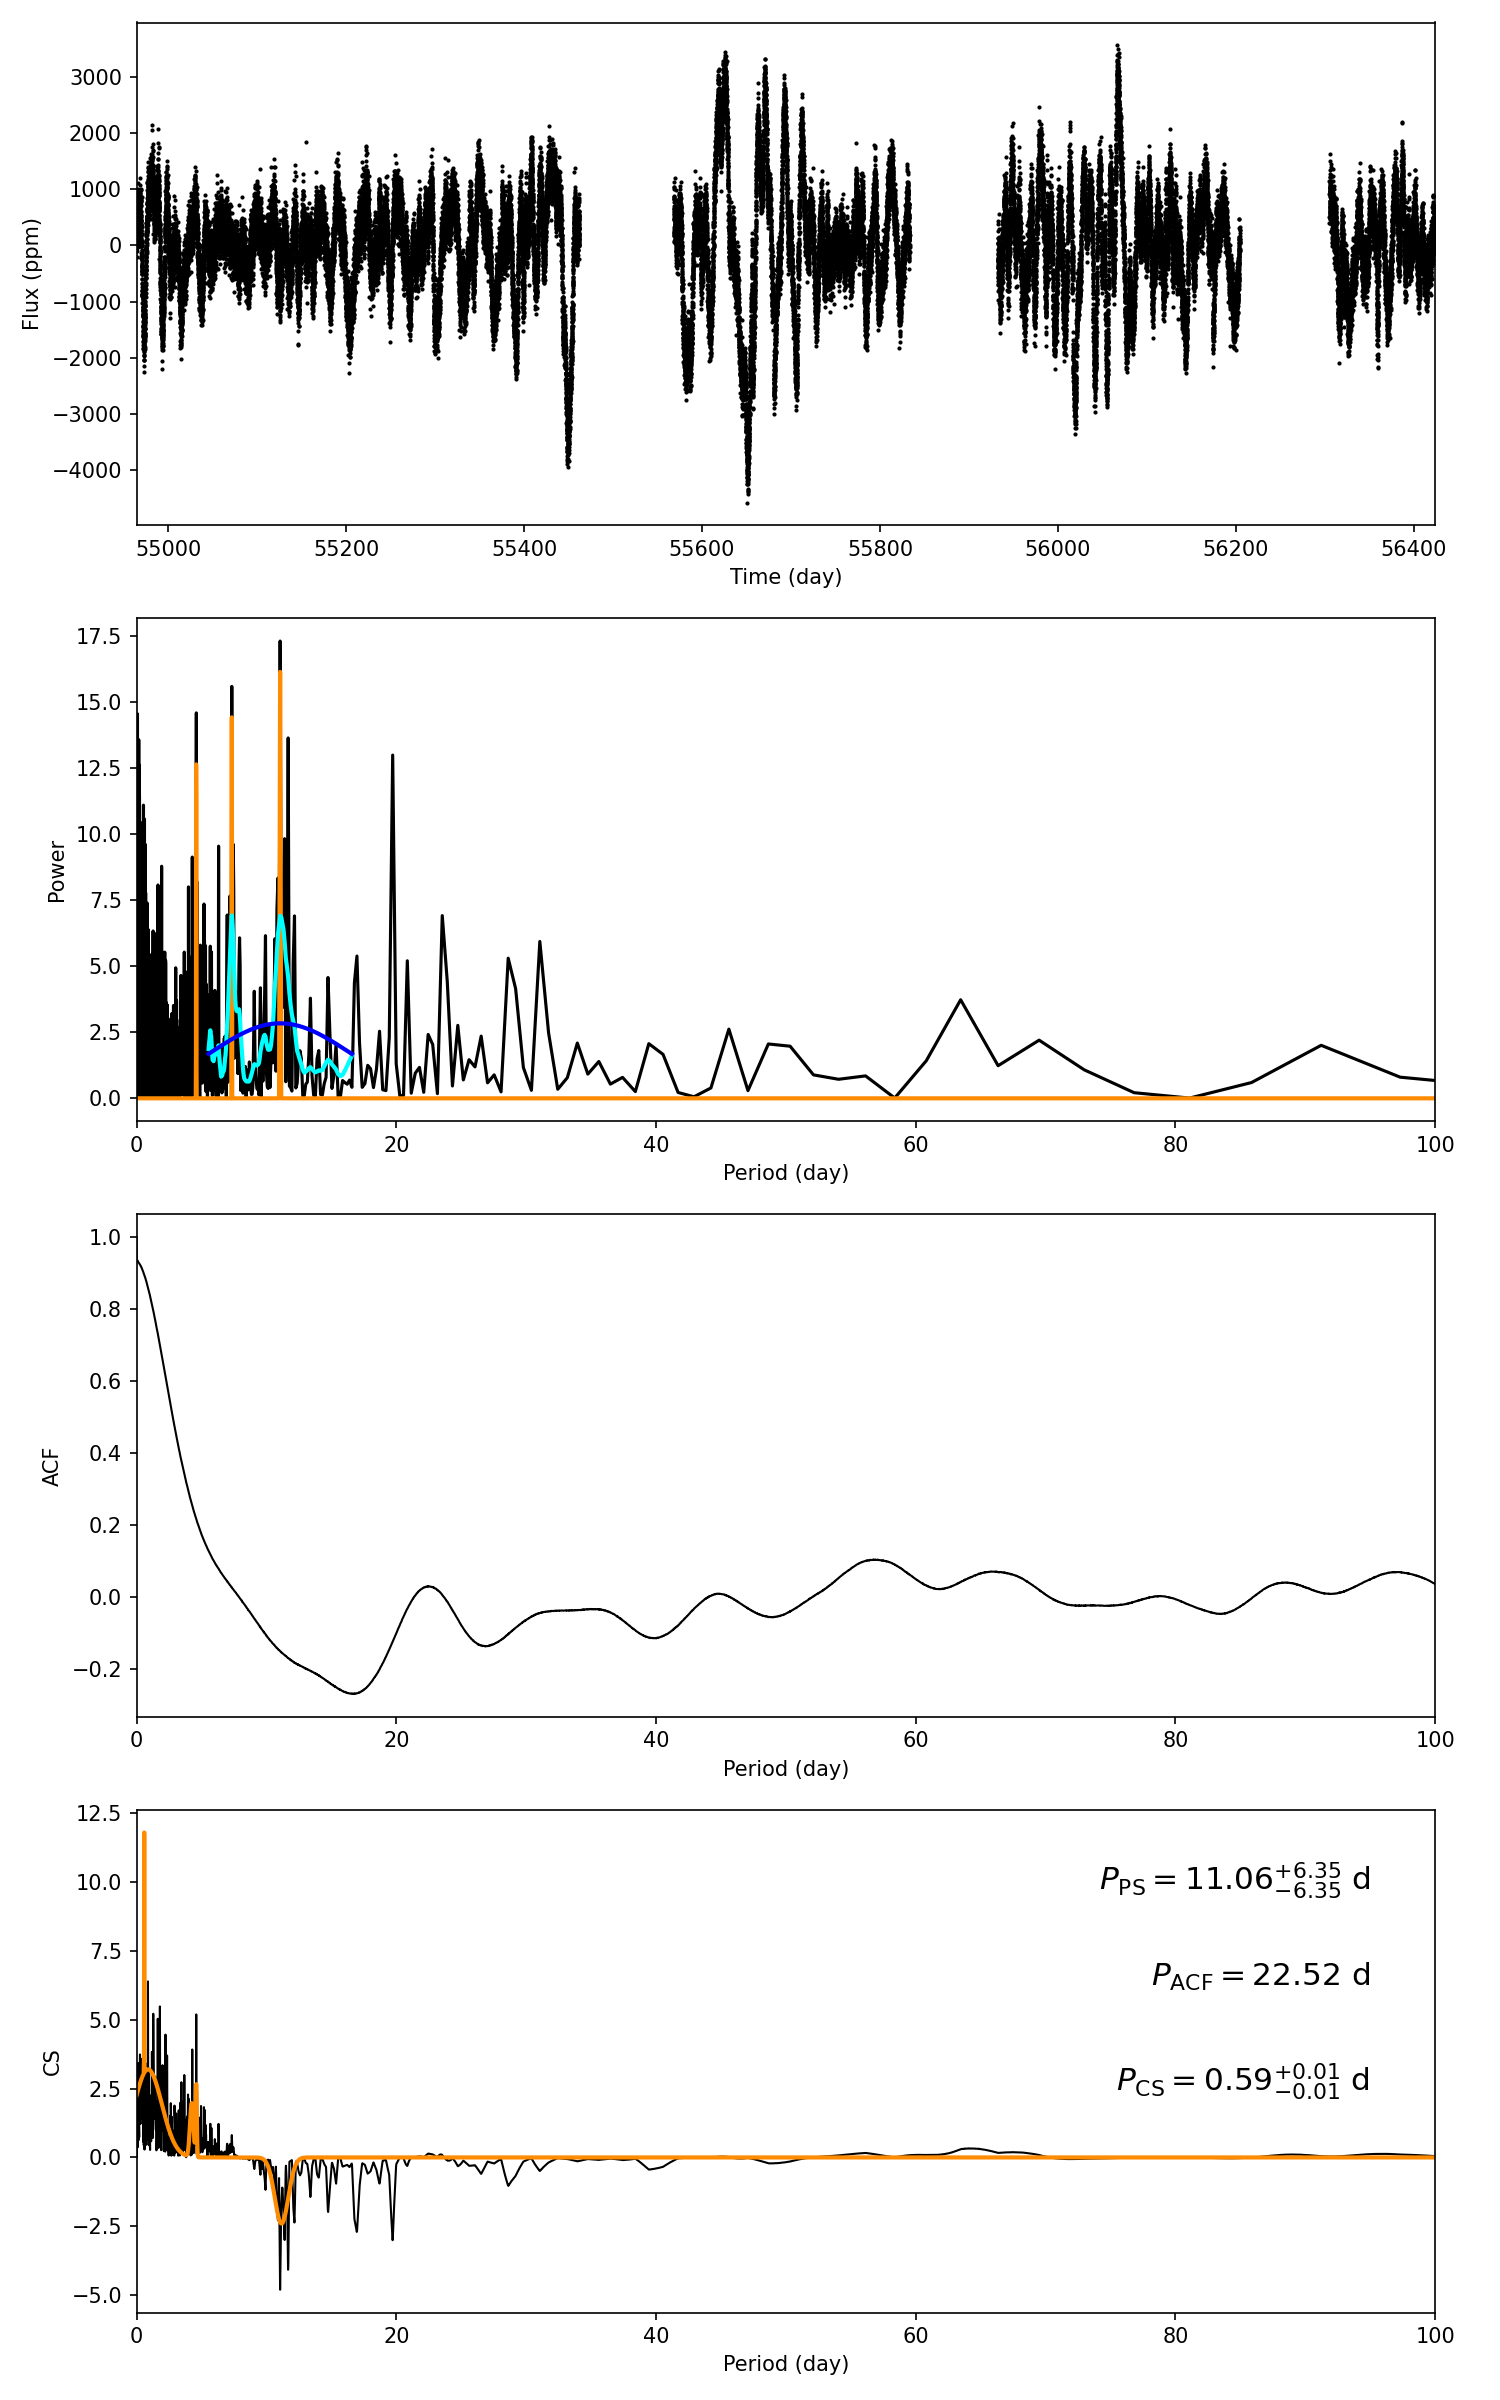 3000
2000
1000
0
−1000
−2000
−3000
−4000
Flux (ppm)
55000 55200 55400 55600 55800 56000 56200 56400
Time (day)
17.5
15.0
12.5
10.0
7.5
5.0
2.5
0.0
Power
0 20 40 60 80 100
Period (day)
1.0
0.8
0.6
0.4
0.2
0.0
−0.2
ACF
0 20 40 60 80 100
Period (day)
12.5
10.0
7.5
5.0
2.5
0.0
−2.5
−5.0
CS
P_PS = 11.06^{+6.35}_{−6.35} d
P_ACF = 22.52 d
P_CS = 0.59^{+0.01}_{−0.01} d
0 20 40 60 80 100
Period (day)